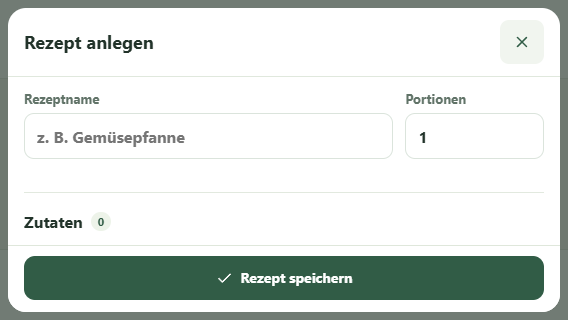 Rezept anlegen
Rezeptname
Portionen
z. B. Gemüsepfanne
1
Zutaten 0
Rezept speichern